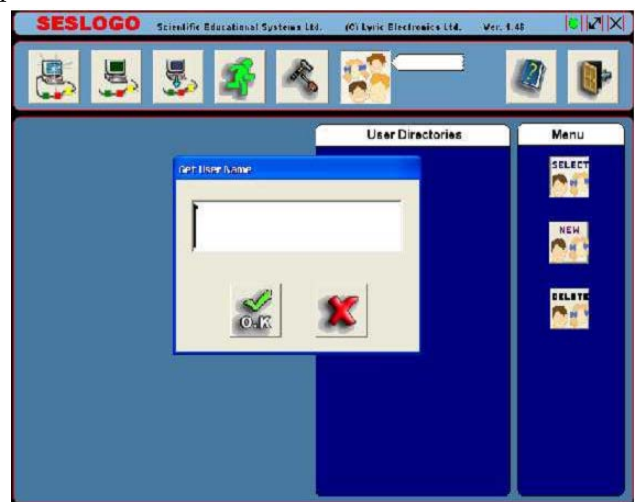 SESLOGO Scientific Educational Systems Ltd. (C) Lyric Electronics Ltd. Ver. 1.48
User Directories
Menu
Get User Name
SELECT
NEW
O.K
DELETE